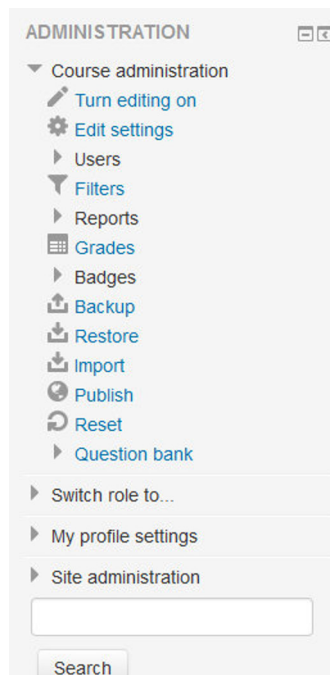 ADMINISTRATION
Course administration
Turn editing on
Edit settings
Users
Filters
Reports
Grades
Badges
Backup
Restore
Import
Publish
Reset
Question bank
Switch role to...
My profile settings
Site administration
Search